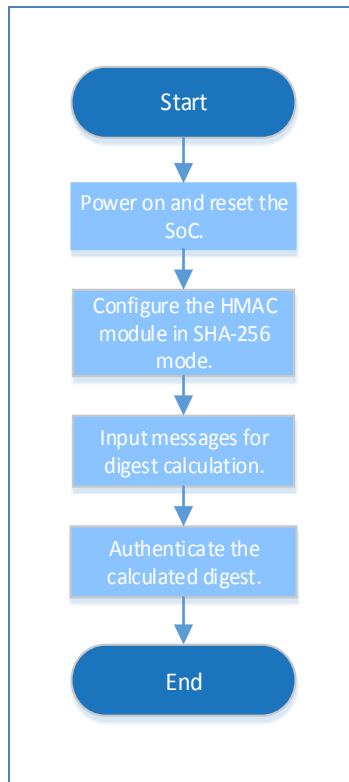 Start
Power on and reset the
SoC.
Configure the HMAC
module in SHA-256
mode.
Input messages for
digest calculation.
Authenticate the
calculated digest.
End